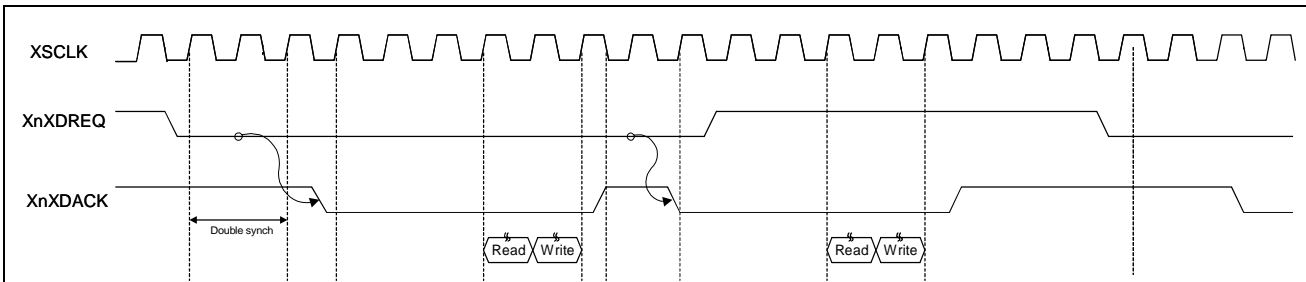 XSCLK
XnXDREQ
XnXDACK
Double synch
Read Write Read Write